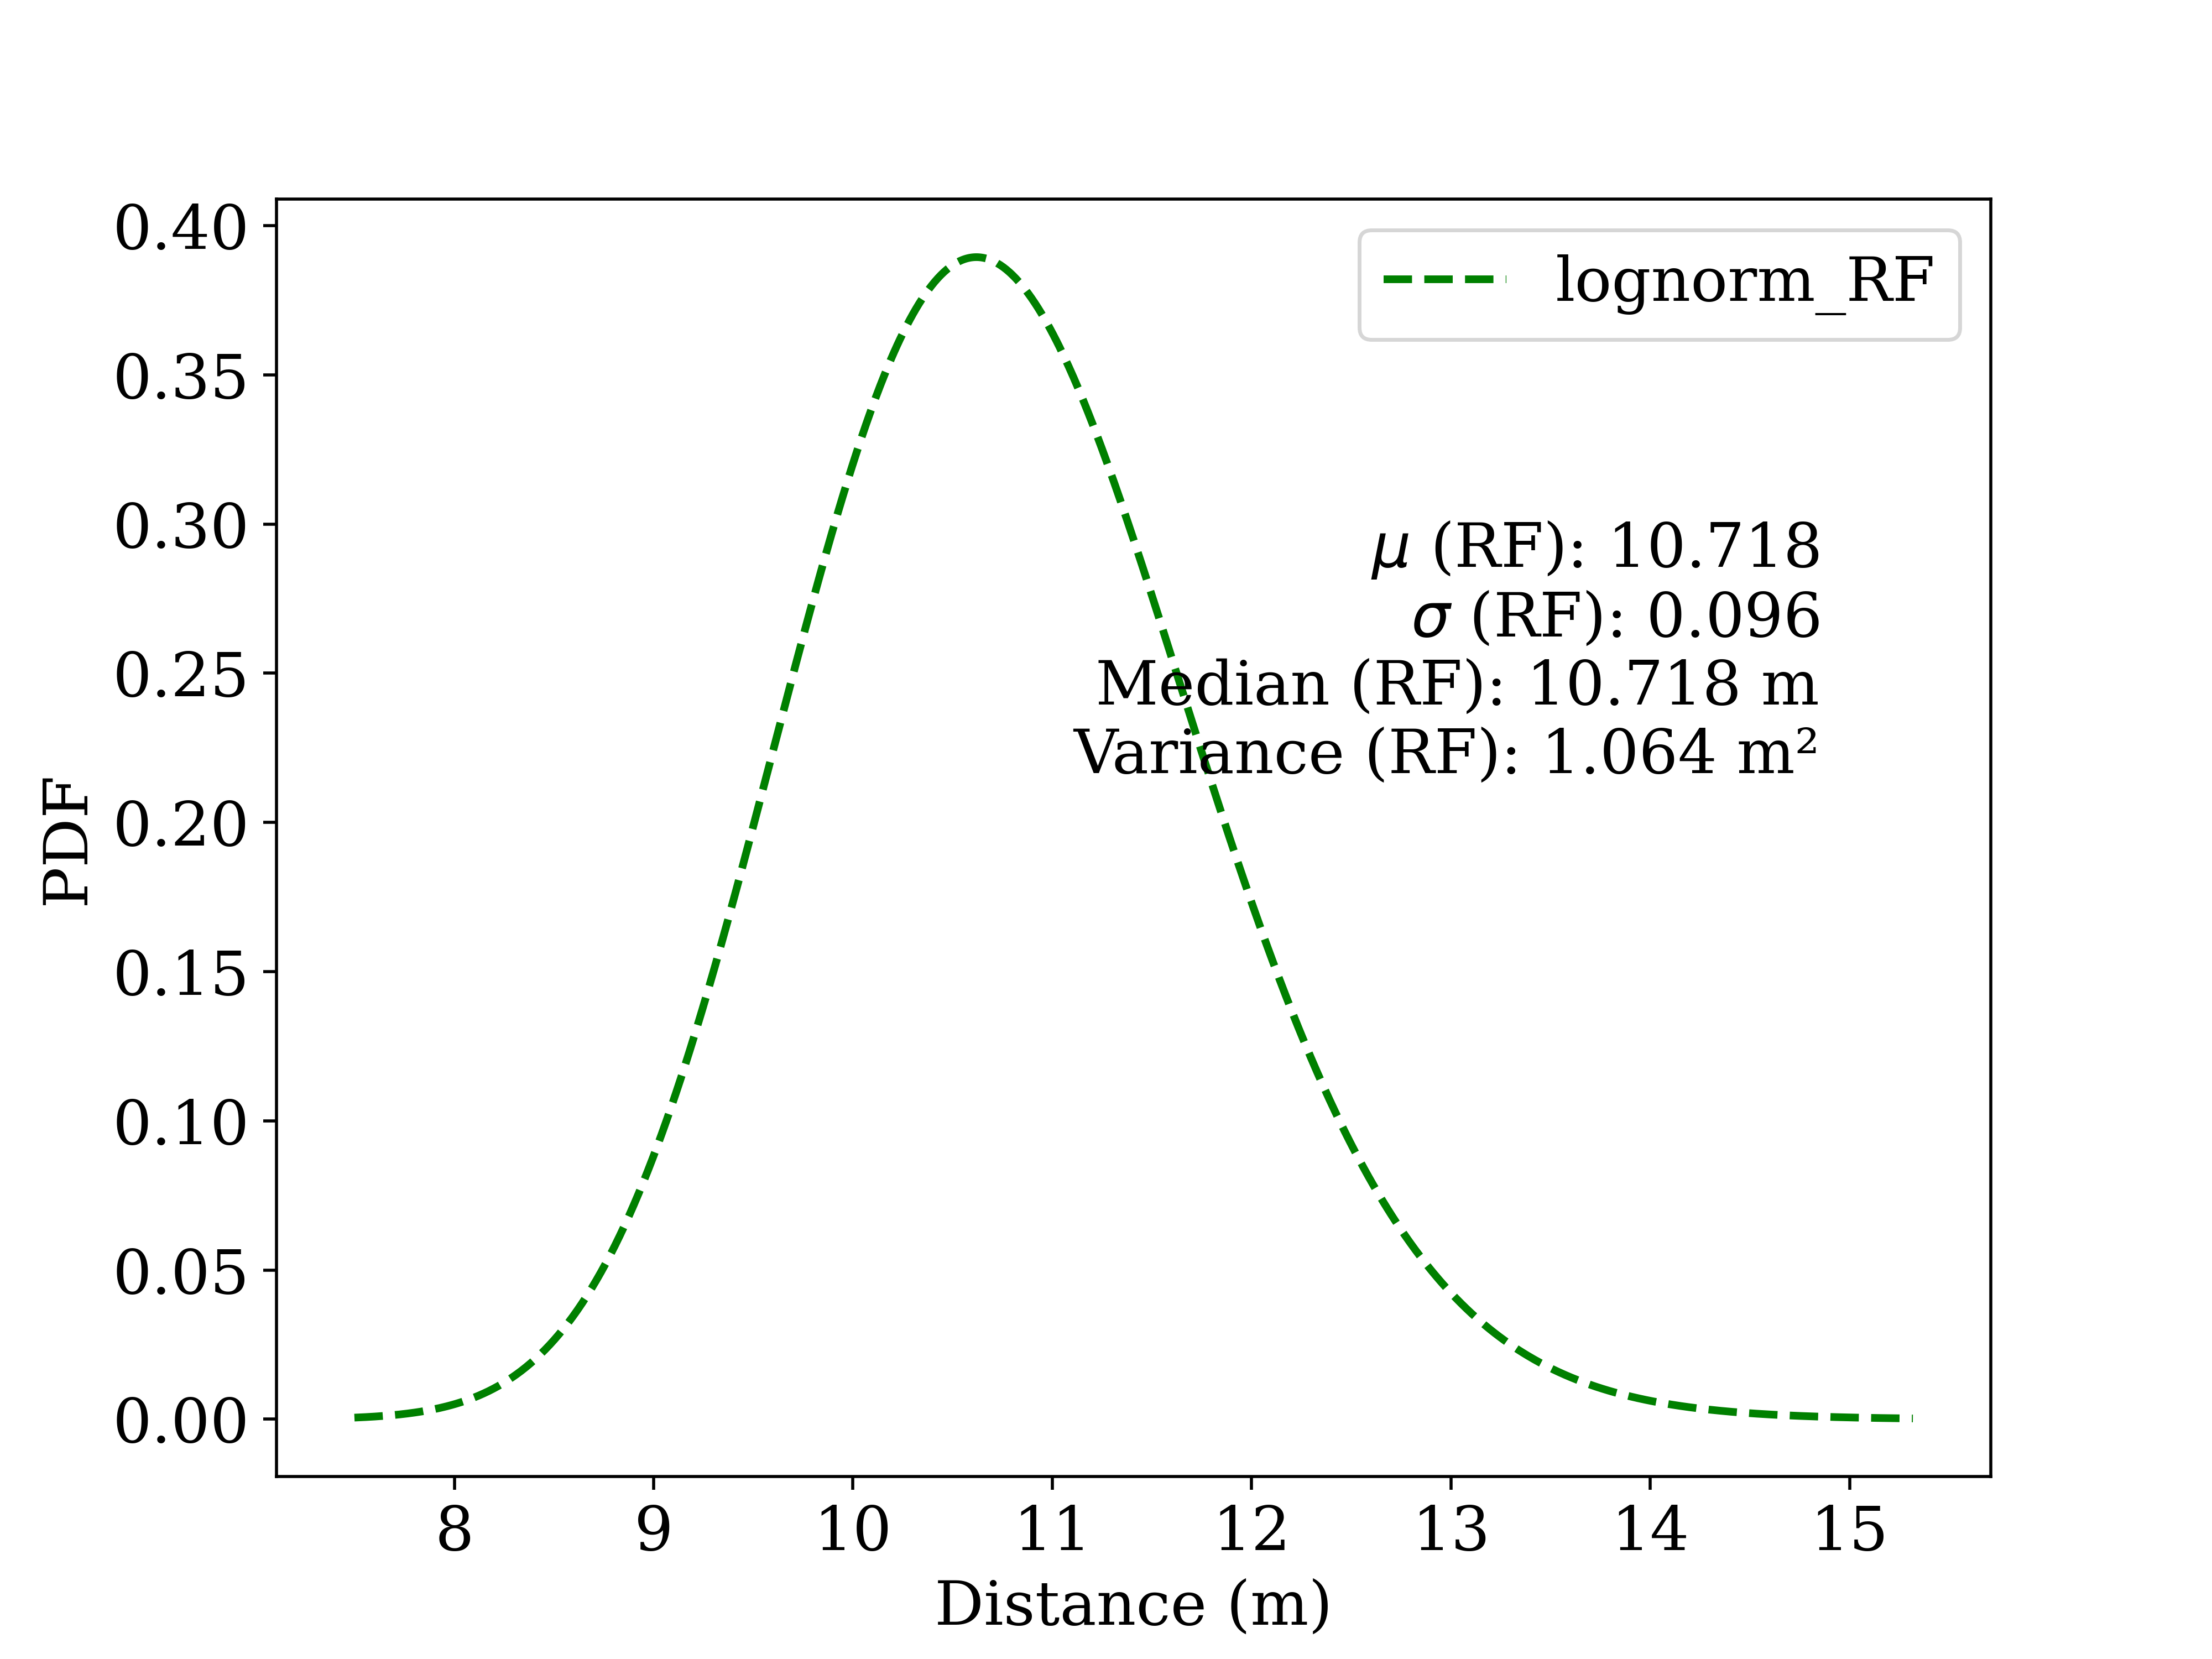 0.40
0.35
0.30
0.25
0.20
0.15
0.10
0.05
0.00
PDF
lognorm_RF
μ (RF): 10.718
σ (RF): 0.096
Median (RF): 10.718 m
Variance (RF): 1.064 m²
8 9 10 11 12 13 14 15
Distance (m)